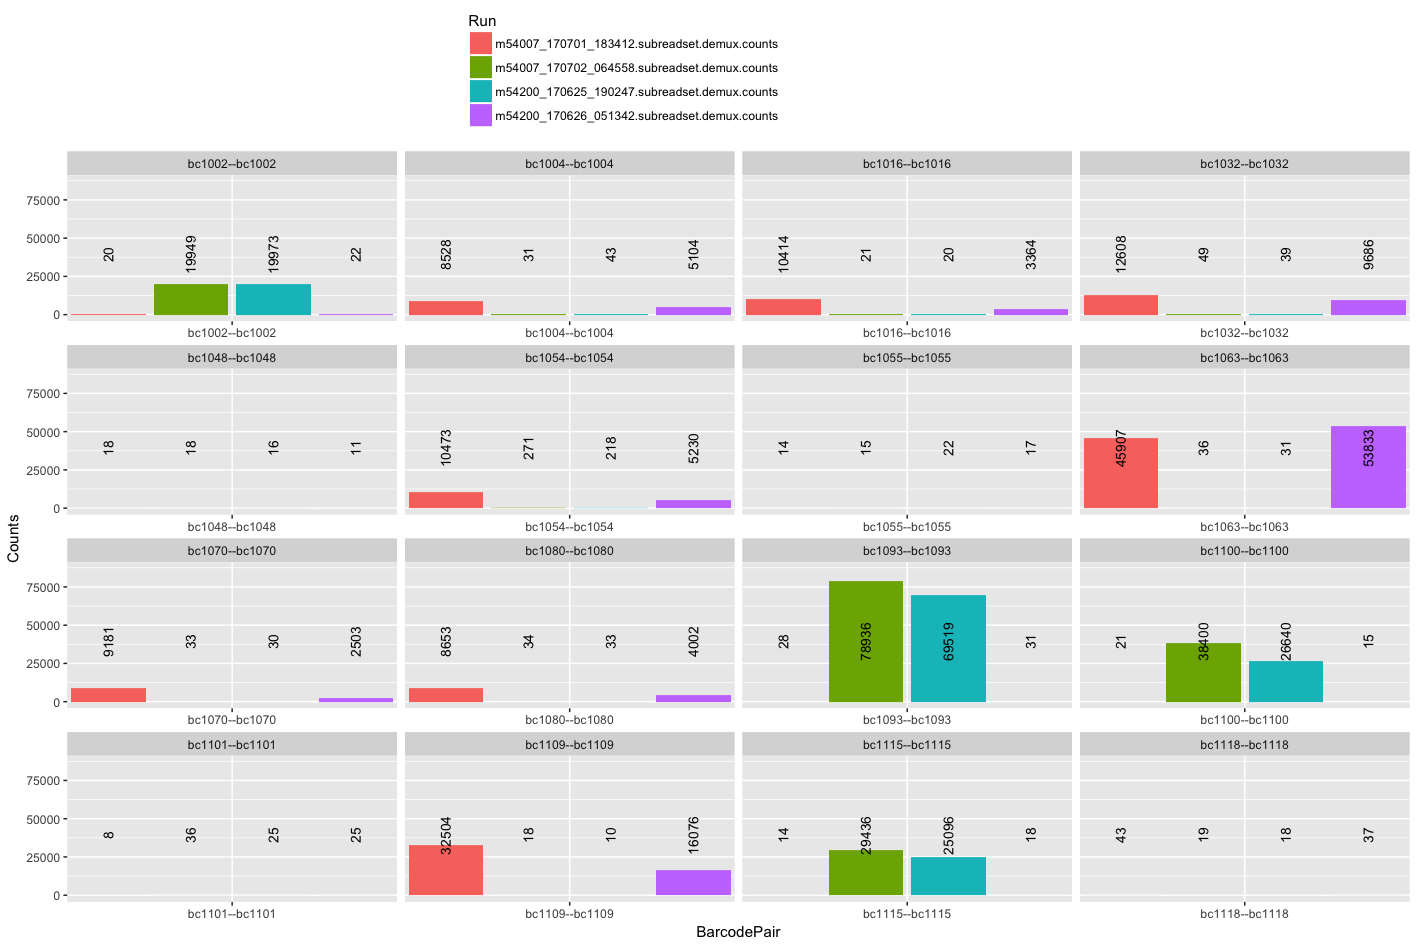 Run
m54007_170701_183412.subreadset.demux.counts
m54007_170702_064558.subreadset.demux.counts
m54200_170625_190247.subreadset.demux.counts
m54200_170626_051342.subreadset.demux.counts
bc1002--bc1002 bc1004--bc1004 bc1016--bc1016 bc1032--bc1032
75000
50000
25000
0
20 19949 19973 22 8528 31 43 5104 10414 21 20 3364 12608 49 39 9686
bc1002--bc1002 bc1004--bc1004 bc1016--bc1016 bc1032--bc1032
bc1048--bc1048 bc1054--bc1054 bc1055--bc1055 bc1063--bc1063
75000
50000
25000
0
18 18 16 11 10473 271 218 5230 14 15 22 17 45907 36 31 53833
bc1048--bc1048 bc1054--bc1054 bc1055--bc1055 bc1063--bc1063
Counts
bc1070--bc1070 bc1080--bc1080 bc1093--bc1093 bc1100--bc1100
75000
50000
25000
0
9181 33 30 2503 8653 34 33 4002 28 78936 69519 31 21 38400 26640 15
bc1070--bc1070 bc1080--bc1080 bc1093--bc1093 bc1100--bc1100
bc1101--bc1101 bc1109--bc1109 bc1115--bc1115 bc1118--bc1118
75000
50000
25000
0
8 36 25 25 32504 18 10 16076 14 29436 25096 18 43 19 18 37
bc1101--bc1101 bc1109--bc1109 bc1115--bc1115 bc1118--bc1118
BarcodePair